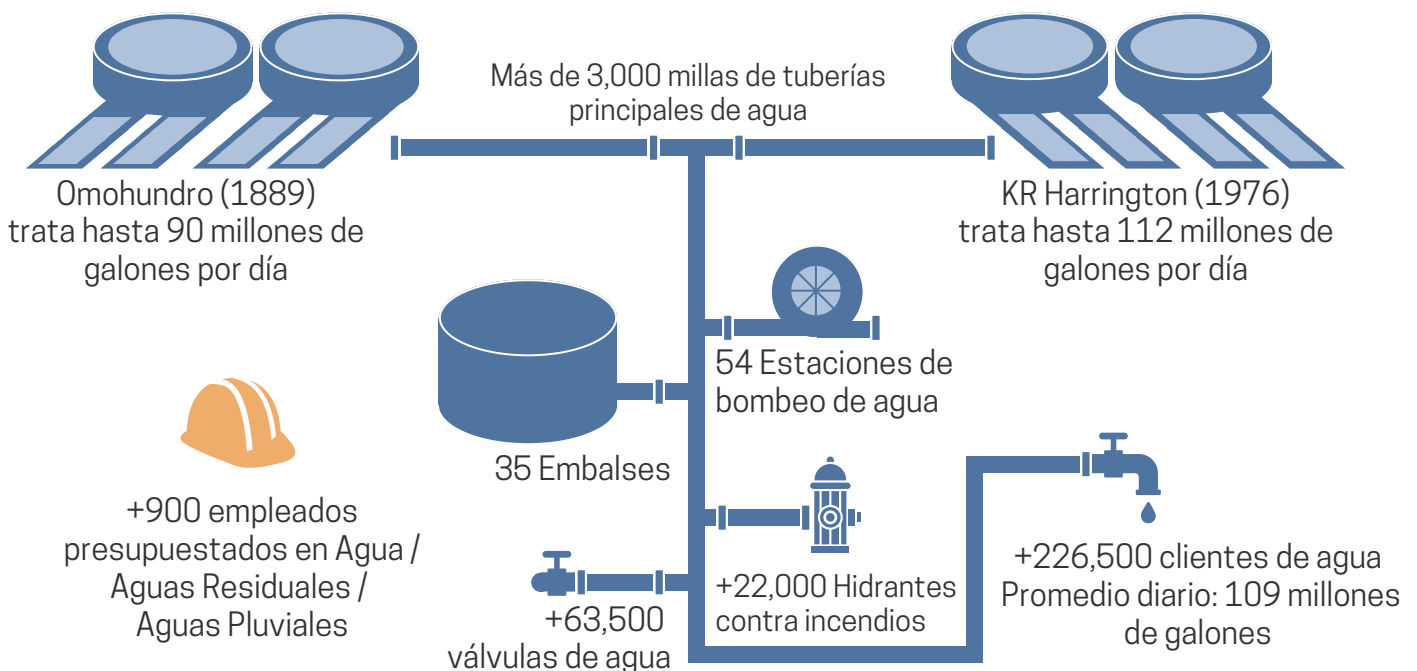 Más de 3,000 millas de tuberías
principales de agua
Omohundro (1889)
trata hasta 90 millones de
galones por día
KR Harrington (1976)
trata hasta 112 millones de
galones por día
54 Estaciones de
bombeo de agua
35 Embalses
+900 empleados
presupuestados en Agua /
Aguas Residuales /
Aguas Pluviales
+63,500
válvulas de agua
+22,000 Hidrantes
contra incendios
+226,500 clientes de agua
Promedio diario: 109 millones
de galones